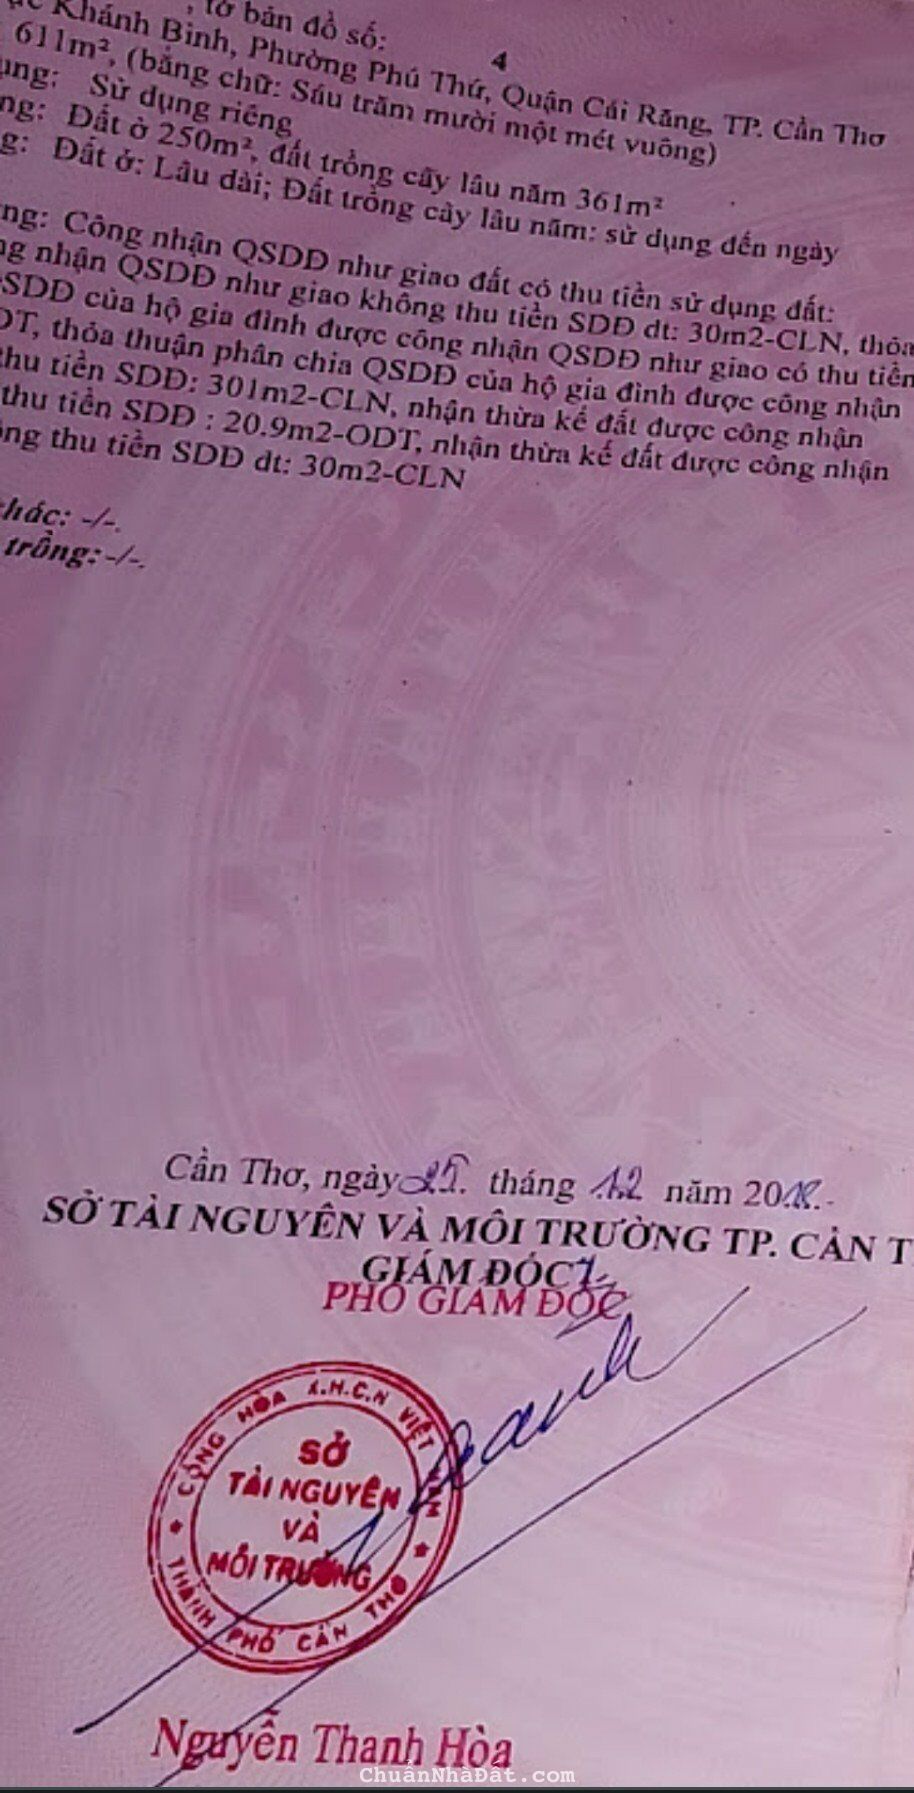 , tờ bản đồ số: 4
Khánh Bình, Phường Phú Thứ, Quận Cái Răng, TP. Cần Thơ
611m², (bằng chữ: Sáu trăm mười một mét vuông)
ụng: Sử dụng riêng
ng: Đất ở 250m², đất trồng cây lâu năm 361m²
g: Đất ở: Lâu dài; Đất trồng cây lâu năm: sử dụng đến ngày
ng: Công nhận QSDĐ như giao đất có thu tiền sử dụng đất:
ng nhận QSDĐ như giao không thu tiền SDĐ dt: 30m2-CLN, thỏa
SDĐ của hộ gia đình được công nhận QSDĐ như giao có thu tiền
DT, thỏa thuận phân chia QSDĐ của hộ gia đình được công nhận
thu tiền SDĐ: 301m2-CLN, nhận thừa kế đất được công nhận
thu tiền SDĐ : 20.9m2-ODT, nhận thừa kế đất được công nhận
ông thu tiền SDĐ dt: 30m2-CLN
hác: -/-.
trồng: -/-.
Cần Thơ, ngày 25 tháng 12 năm 2018
SỞ TÀI NGUYÊN VÀ MÔI TRƯỜNG TP. CẦN T
GIÁM ĐỐC
PHÓ GIÁM ĐỐC
CỘNG HÒA X.H.C.N VIỆT NAM
SỞ
TÀI NGUYÊN
VÀ
MÔI TRƯỜNG
THÀNH PHỐ CẦN THƠ
Nguyễn Thanh Hòa
ChuẩnNhàĐất.com